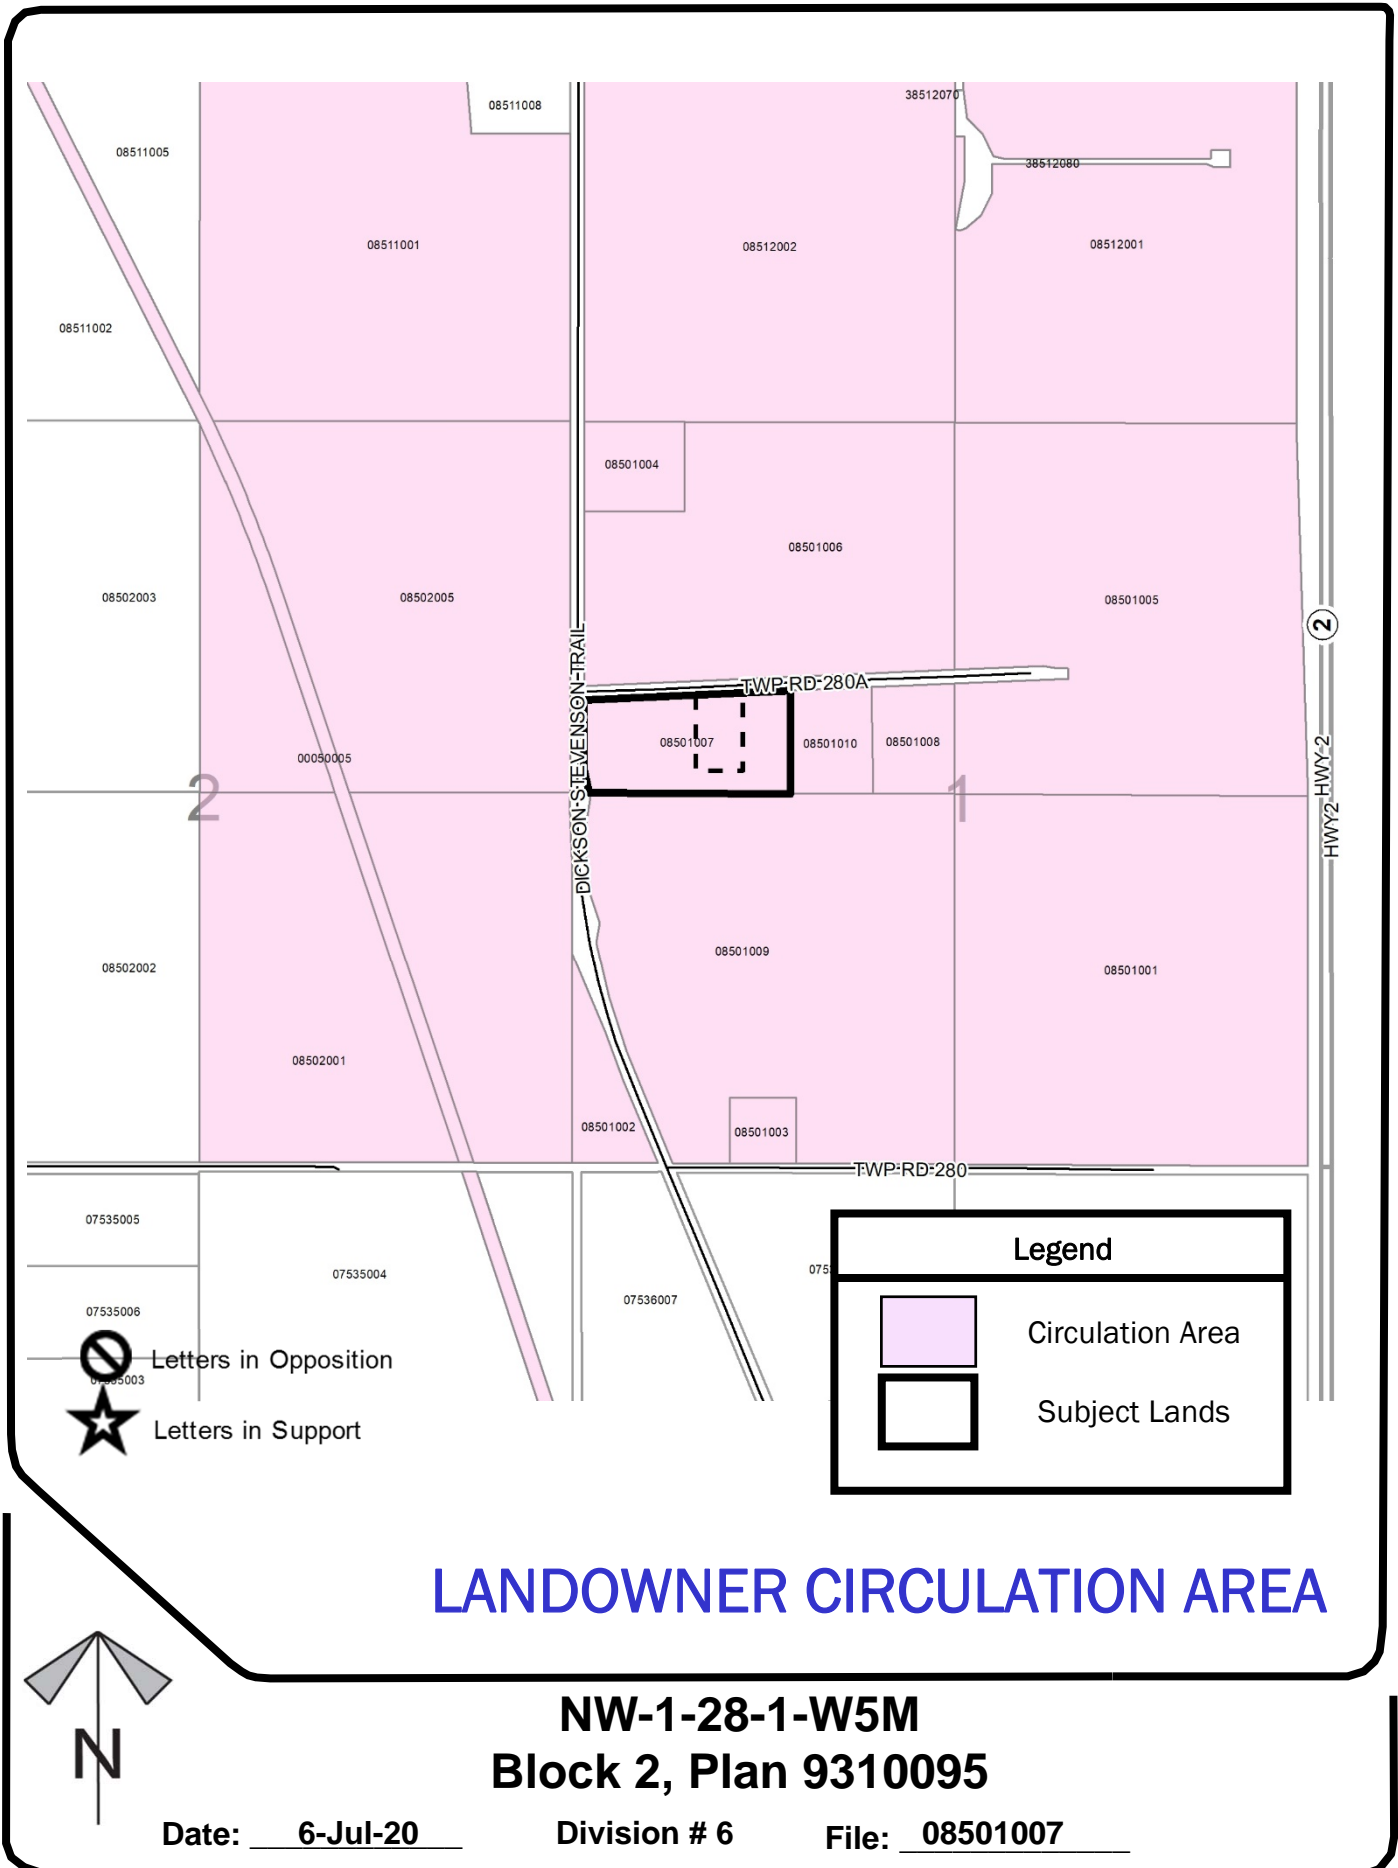 38512070
08511008
08511005
38512080
08511001
08512002
08512001
08511002
08501004
08501006
08502003
08502005
08501005
2
DICKSON-STEVENSON-TRAIL
TWP RD 280A
08501007
08501010
08501008
00050005
2
1
HWY 2
HWY2
08501009
08502002
08501001
08502001
08501002
08501003
TWP RD 280
07535005
07535004
07536007
07535006
Letters in Opposition
Letters in Support
Legend
Circulation Area
Subject Lands
LANDOWNER CIRCULATION AREA
N
NW-1-28-1-W5M
Block 2, Plan 9310095
Date: 6-Jul-20 Division # 6 File: 08501007